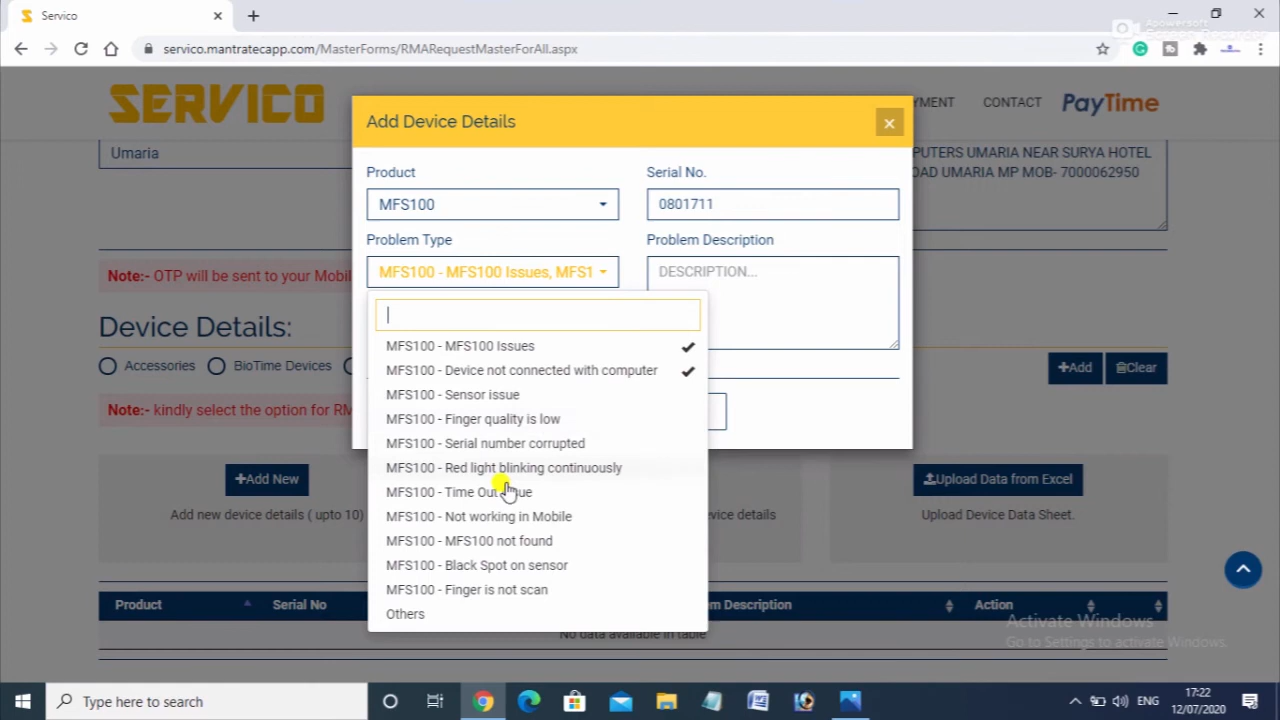 Servico
Apowersoft
Screen Recorder
servico.mantratecapp.com/MasterForms/RMARequestMasterForAll.aspx
SERVICO
YMENT
CONTACT
PayTime
Add Device Details
Umaria
PUTERS UMARIA NEAR SURYA HOTEL
OAD UMARIA MP MOB- 7000062950
Product
Serial No.
MFS100
0801711
Problem Type
Problem Description
MFS100 - MFS100 Issues, MFS1
DESCRIPTION...
Note:- OTP will be sent to your Mobil
MFS100 - MFS100 Issues
MFS100 - Device not connected with computer
MFS100 - Sensor issue
MFS100 - Finger quality is low
MFS100 - Serial number corrupted
MFS100 - Red light blinking continuously
MFS100 - Time Out ue
MFS100 - Not working in Mobile
MFS100 - MFS100 not found
MFS100 - Black Spot on sensor
MFS100 - Finger is not scan
Others
Device Details:
Accessories
BioTime Devices
+Add
Clear
Note:- kindly select the option for RM
+Add New
Add new device details ( upto 10)
evice details
Upload Data from Excel
Upload Device Data Sheet.
Product
Serial No
m Description
Action
No data available in table
Activate Windows
Go to Settings to activate Windows.
Type here to search
ENG
17:22
12/07/2020